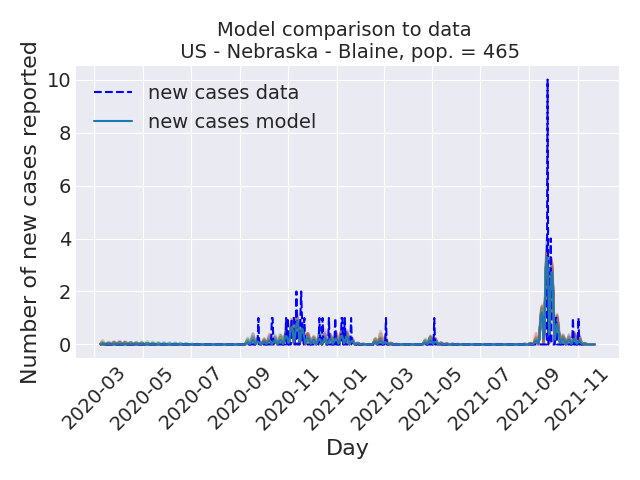 Model comparison to data
US - Nebraska - Blaine, pop. = 465
Number of new cases reported
10
8
6
4
2
0
new cases data
new cases model
2020-03
2020-05
2020-07
2020-09
2020-11
2021-01
2021-03
2021-05
2021-07
2021-09
2021-11
Day